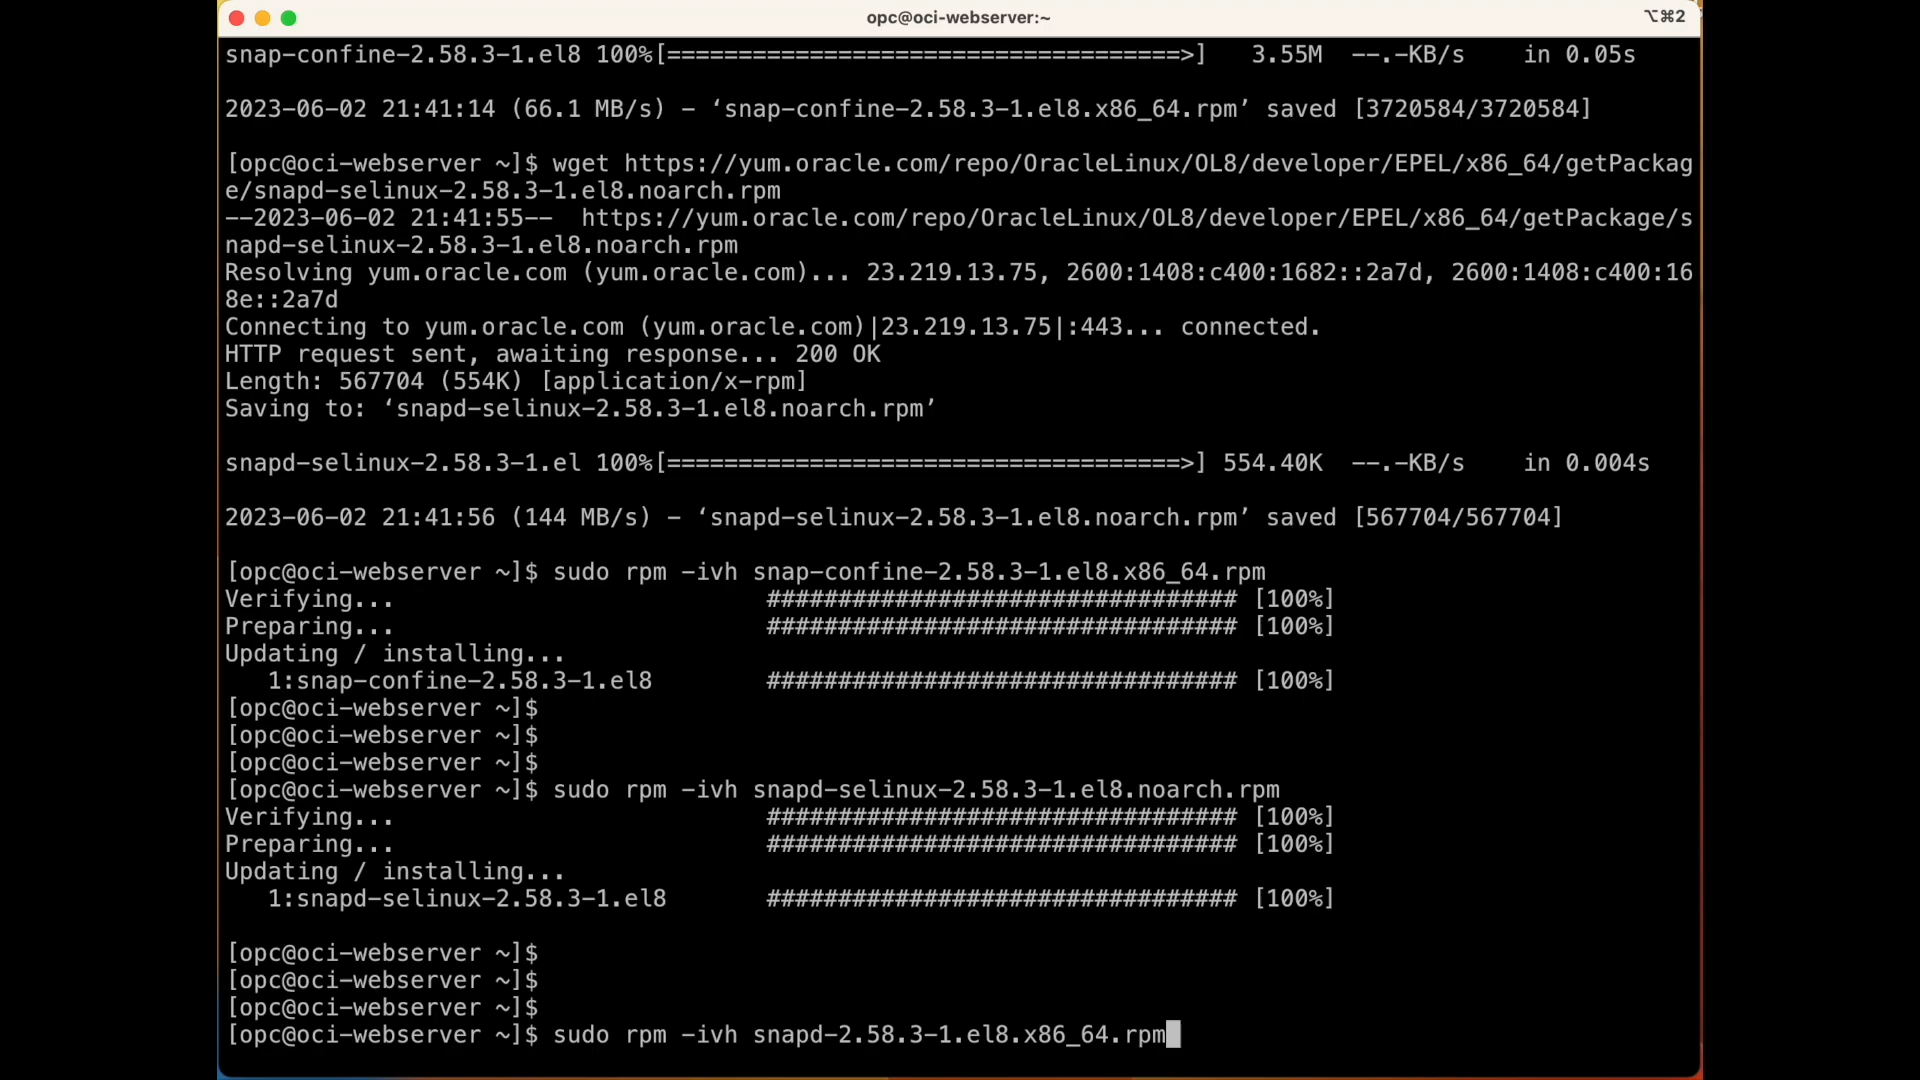 opc@oci-webserver:~
⌥⌘2
snap-confine-2.58.3-1.el8 100%[====================================>]   3.55M  --.-KB/s    in 0.05s
2023-06-02 21:41:14 (66.1 MB/s) - ‘snap-confine-2.58.3-1.el8.x86_64.rpm’ saved [3720584/3720584]
[opc@oci-webserver ~]$ wget https://yum.oracle.com/repo/OracleLinux/OL8/developer/EPEL/x86_64/getPackag
e/snapd-selinux-2.58.3-1.el8.noarch.rpm
--2023-06-02 21:41:55--  https://yum.oracle.com/repo/OracleLinux/OL8/developer/EPEL/x86_64/getPackage/s
napd-selinux-2.58.3-1.el8.noarch.rpm
Resolving yum.oracle.com (yum.oracle.com)... 23.219.13.75, 2600:1408:c400:1682::2a7d, 2600:1408:c400:16
8e::2a7d
Connecting to yum.oracle.com (yum.oracle.com)|23.219.13.75|:443... connected.
HTTP request sent, awaiting response... 200 OK
Length: 567704 (554K) [application/x-rpm]
Saving to: ‘snapd-selinux-2.58.3-1.el8.noarch.rpm’
snapd-selinux-2.58.3-1.el 100%[====================================>] 554.40K  --.-KB/s    in 0.004s
2023-06-02 21:41:56 (144 MB/s) - ‘snapd-selinux-2.58.3-1.el8.noarch.rpm’ saved [567704/567704]
[opc@oci-webserver ~]$ sudo rpm -ivh snap-confine-2.58.3-1.el8.x86_64.rpm
Verifying...                          ################################# [100%]
Preparing...                          ################################# [100%]
Updating / installing...
   1:snap-confine-2.58.3-1.el8        ################################# [100%]
[opc@oci-webserver ~]$
[opc@oci-webserver ~]$
[opc@oci-webserver ~]$
[opc@oci-webserver ~]$ sudo rpm -ivh snapd-selinux-2.58.3-1.el8.noarch.rpm
Verifying...                          ################################# [100%]
Preparing...                          ################################# [100%]
Updating / installing...
   1:snapd-selinux-2.58.3-1.el8       ################################# [100%]
[opc@oci-webserver ~]$
[opc@oci-webserver ~]$
[opc@oci-webserver ~]$
[opc@oci-webserver ~]$ sudo rpm -ivh snapd-2.58.3-1.el8.x86_64.rpm